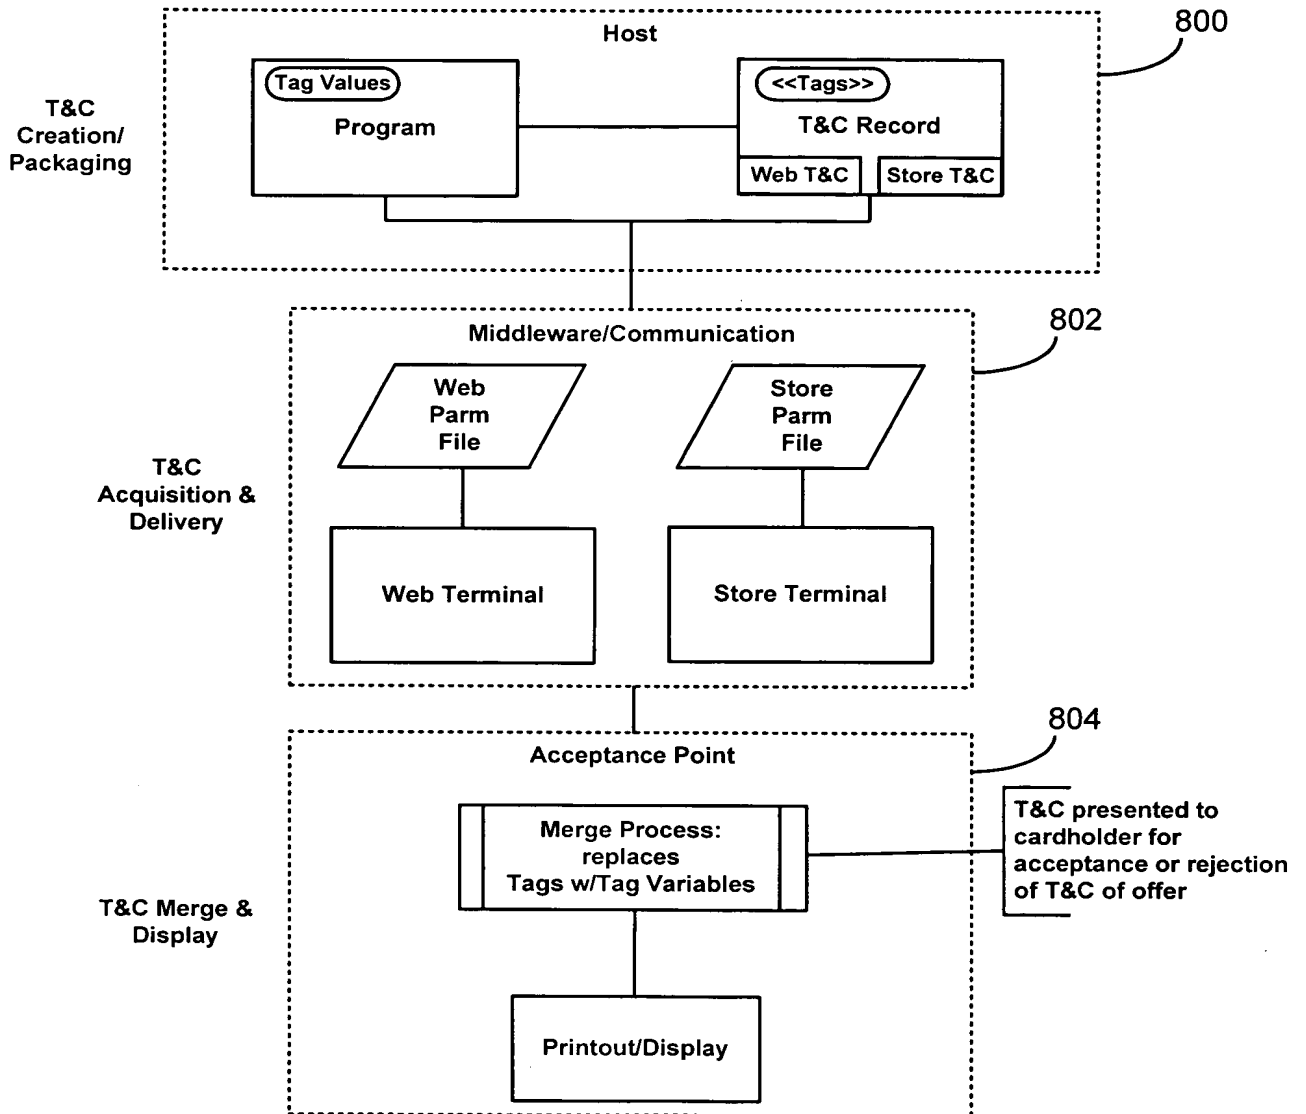 800
Host
Tag Values
Program
<<Tags>>
T&C Record
Web T&C
Store T&C
T&C
Creation/
Packaging
802
Middleware/Communication
Web
Parm
File
Store
Parm
File
T&C
Acquisition &
Delivery
Web Terminal
Store Terminal
804
Acceptance Point
Merge Process:
replaces
Tags w/Tag Variables
T&C presented to
cardholder for
acceptance or rejection
of T&C of offer
T&C Merge &
Display
Printout/Display